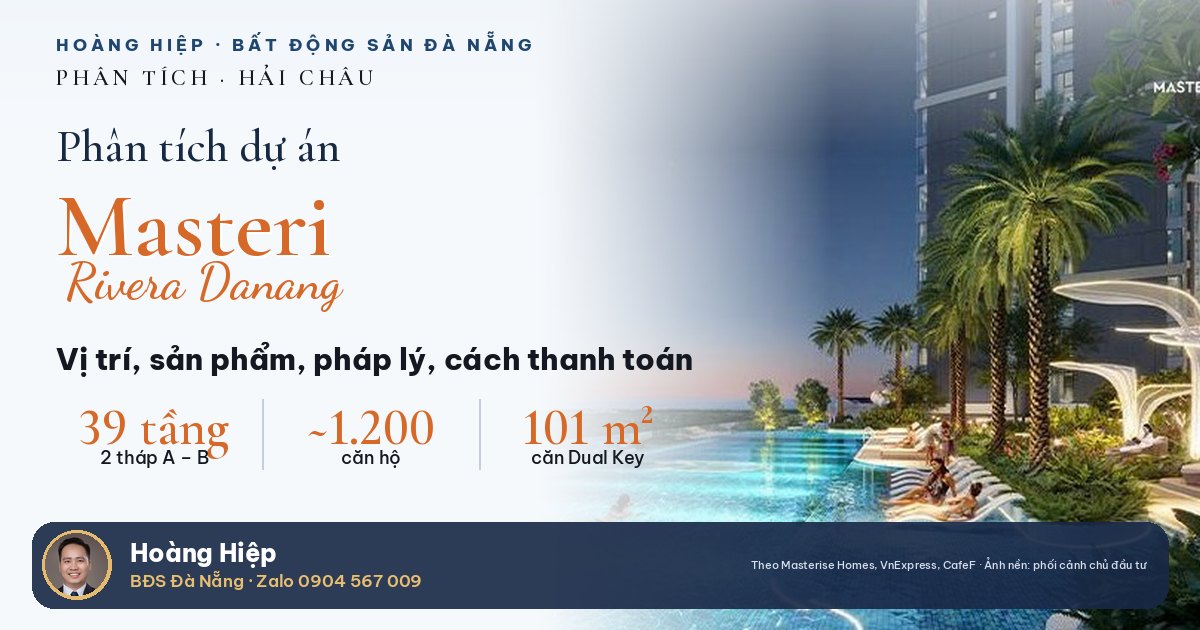 HOÀNG HIỆP · BẤT ĐỘNG SẢN ĐÀ NẴNG
PHÂN TÍCH · HẢI CHÂU
Phân tích dự án
Masteri
Rivera Danang
Vị trí, sản phẩm, pháp lý, cách thanh toán
39 tầng
2 tháp A – B
~1.200
căn hộ
101 m²
căn Dual Key
Hoàng Hiệp
BĐS Đà Nẵng · Zalo 0904 567 009
Theo Masterise Homes, VnExpress, CafeF · Ảnh nền: phối cảnh chủ đầu tư
MASTE